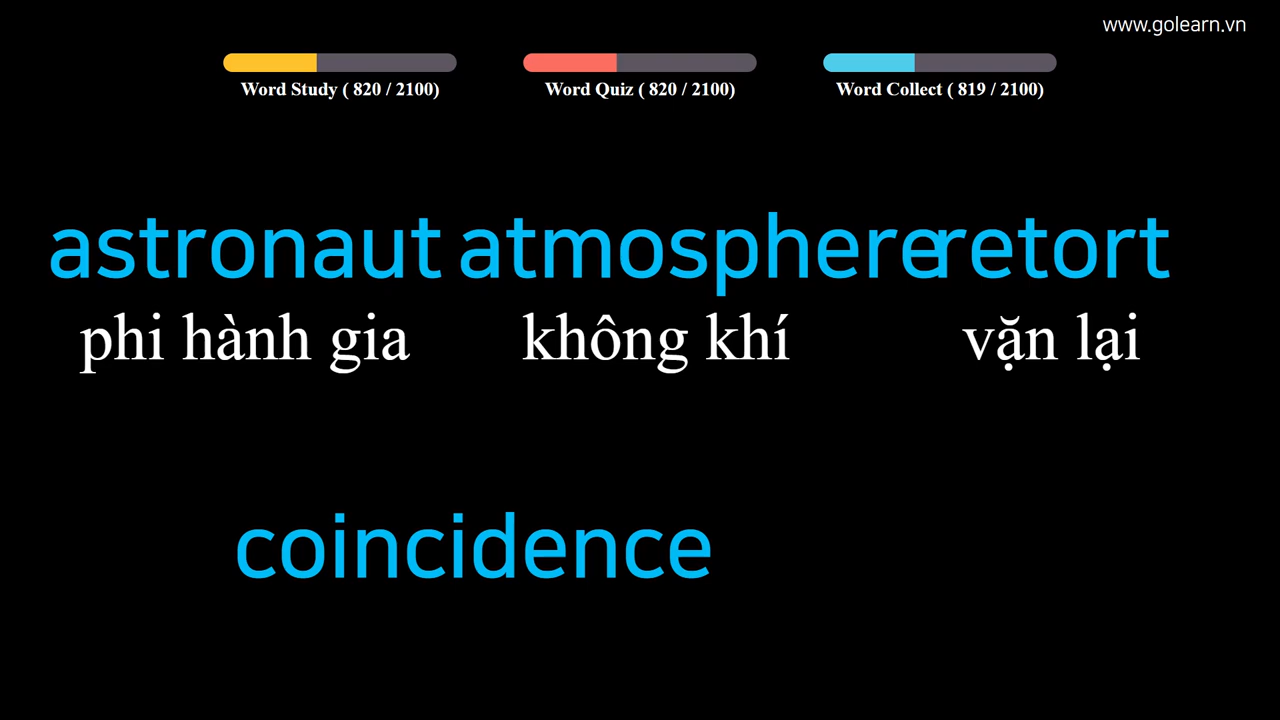 www.golearn.vn
Word Study ( 820 / 2100) Word Quiz ( 820 / 2100) Word Collect ( 819 / 2100)
astronaut atmosphere retort
phi hành gia không khí vặn lại
coincidence